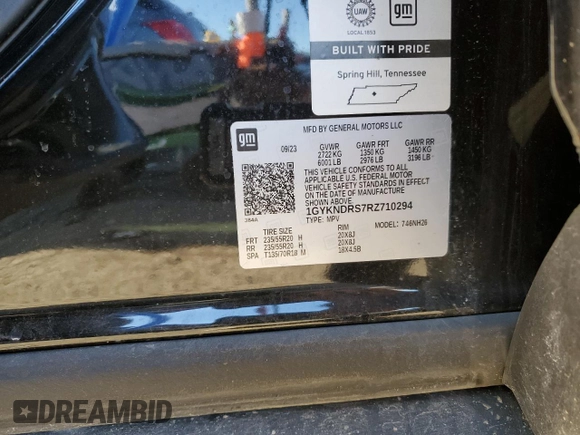 UAW
LOCAL 1853
gm
BUILT WITH PRIDE
Spring Hill, Tennessee
gm
MFD BY GENERAL MOTORS LLC
09/23 GVWR GAWR FRT GAWR RR
2722 KG 1350 KG 1450 KG
6001 LB 2976 LB 3196 LB
THIS VEHICLE CONFORMS TO ALL
APPLICABLE U.S. FEDERAL MOTOR
VEHICLE SAFETY STANDARDS IN
EFFECT ON THE DATE OF MANUFACTURE
SHOWN ABOVE.
1GYKNDRS7RZ710294
TYPE: MPV MODEL: 746NH26
TIRE SIZE RIM
FRT 235/55R20 H 20X8J
RR 235/55R20 H 20X8J
SPA T135/70R18 M 18X4.5B
DREAMBID